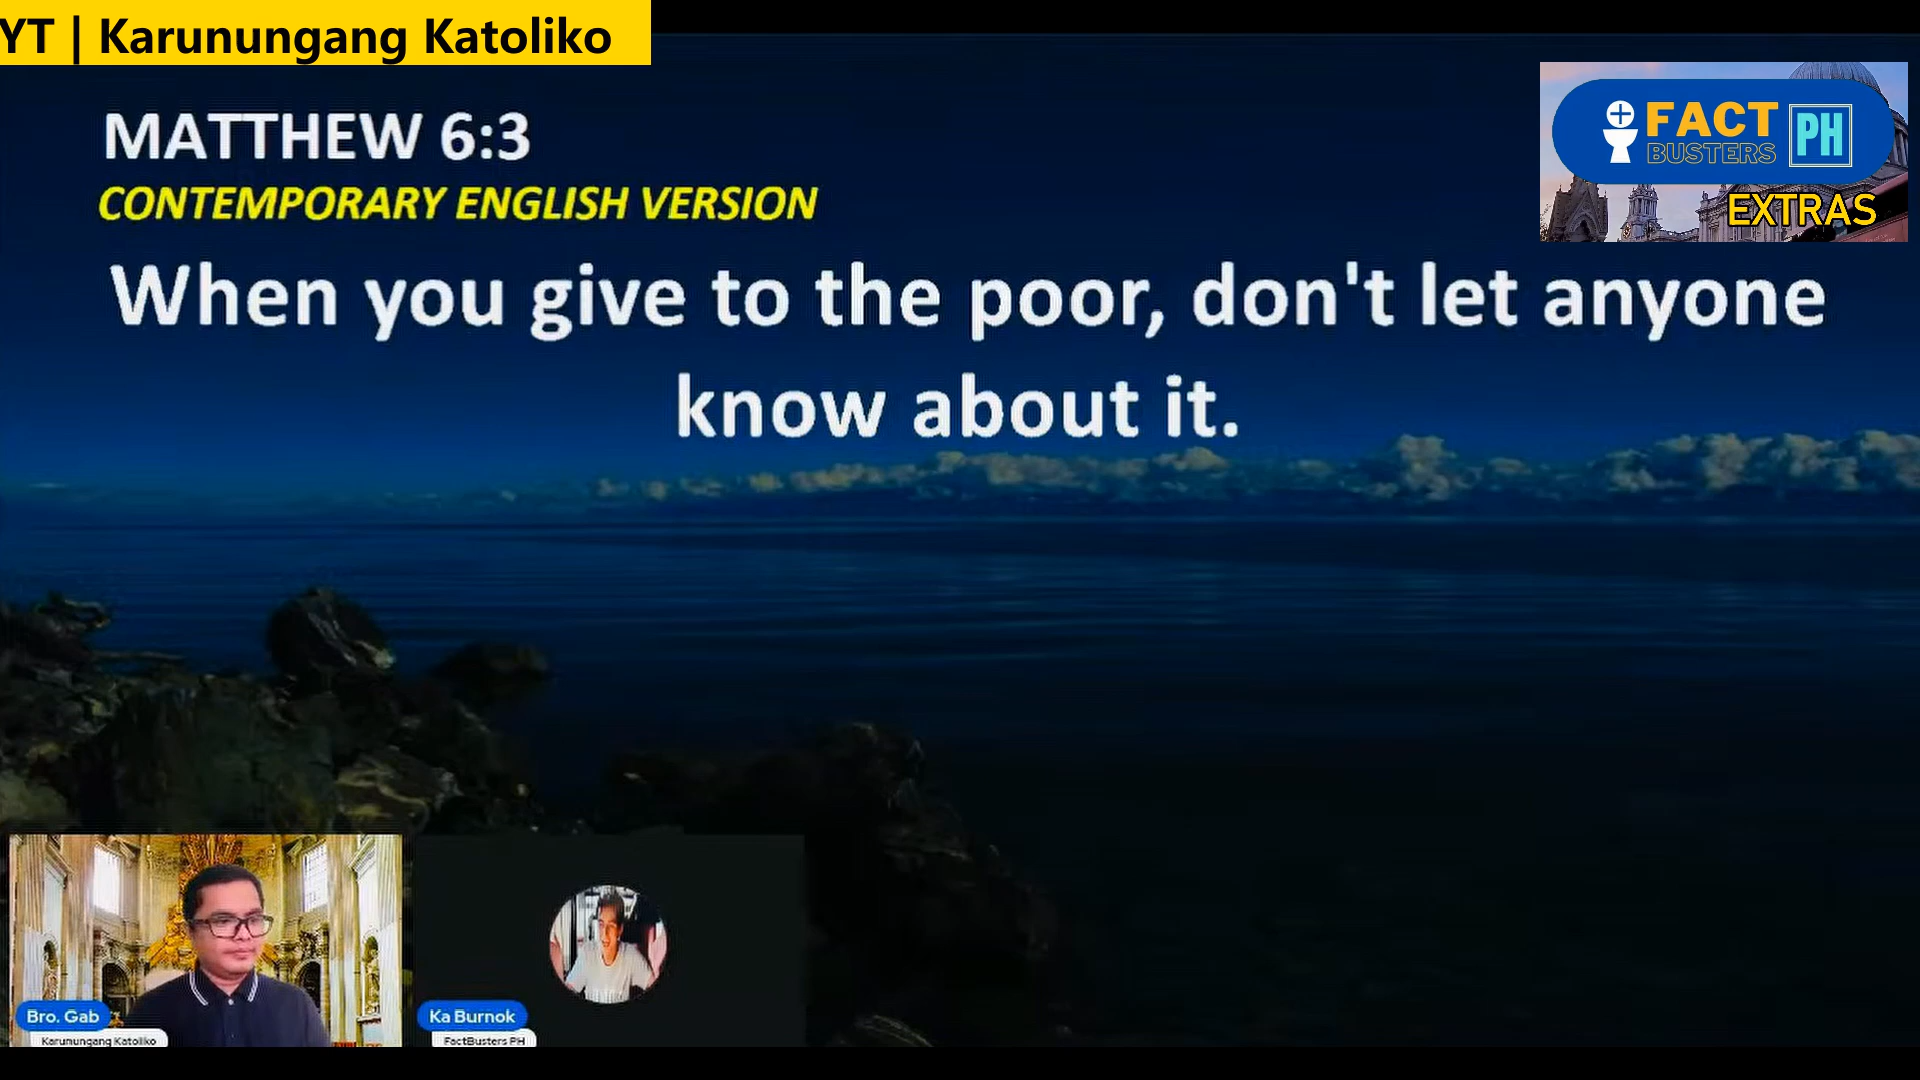 YT | Karunungang Katoliko
FACT
BUSTERS
PH
EXTRAS
MATTHEW 6:3
CONTEMPORARY ENGLISH VERSION
When you give to the poor, don't let anyone
know about it.
Bro. Gab
Karunungang Katoliko
Ka Burnok
FactBusters PH